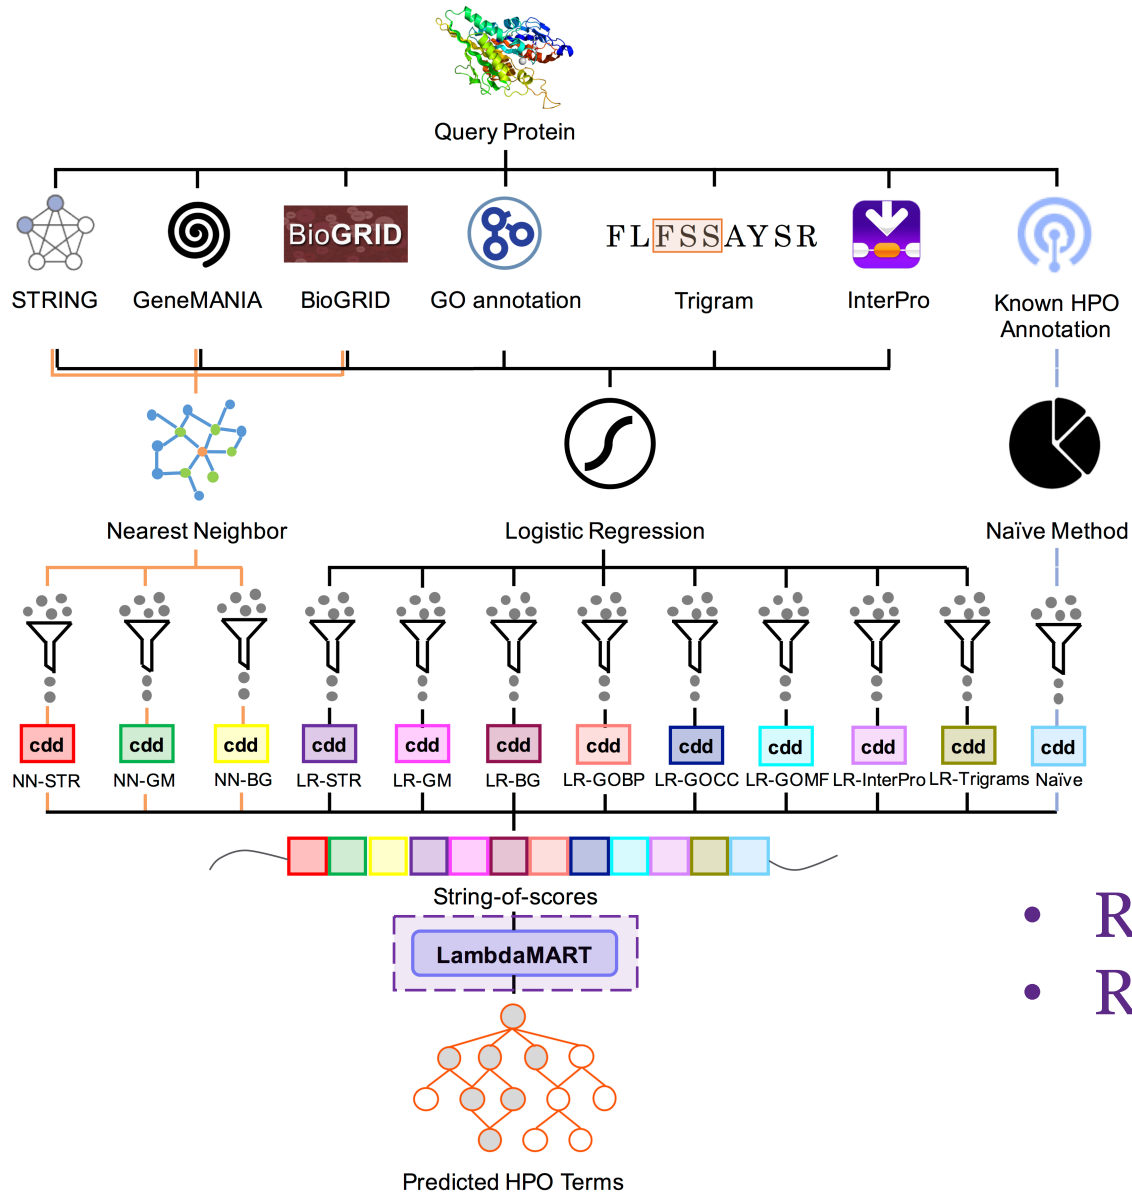 Query Protein
BioGRID
FLFSSAYSR
STRING
GeneMANIA
BioGRID
GO annotation
Trigram
InterPro
Known HPO
Annotation
Nearest Neighbor
Logistic Regression
Naïve Method
cdd cdd cdd cdd cdd cdd cdd cdd cdd cdd cdd cdd
NN-STR NN-GM NN-BG LR-STR LR-GM LR-BG LR-GOBP LR-GOCC LR-GOMF LR-InterPro LR-Trigrams Naïve
String-of-scores
• R
LambdaMART
• R
Predicted HPO Terms